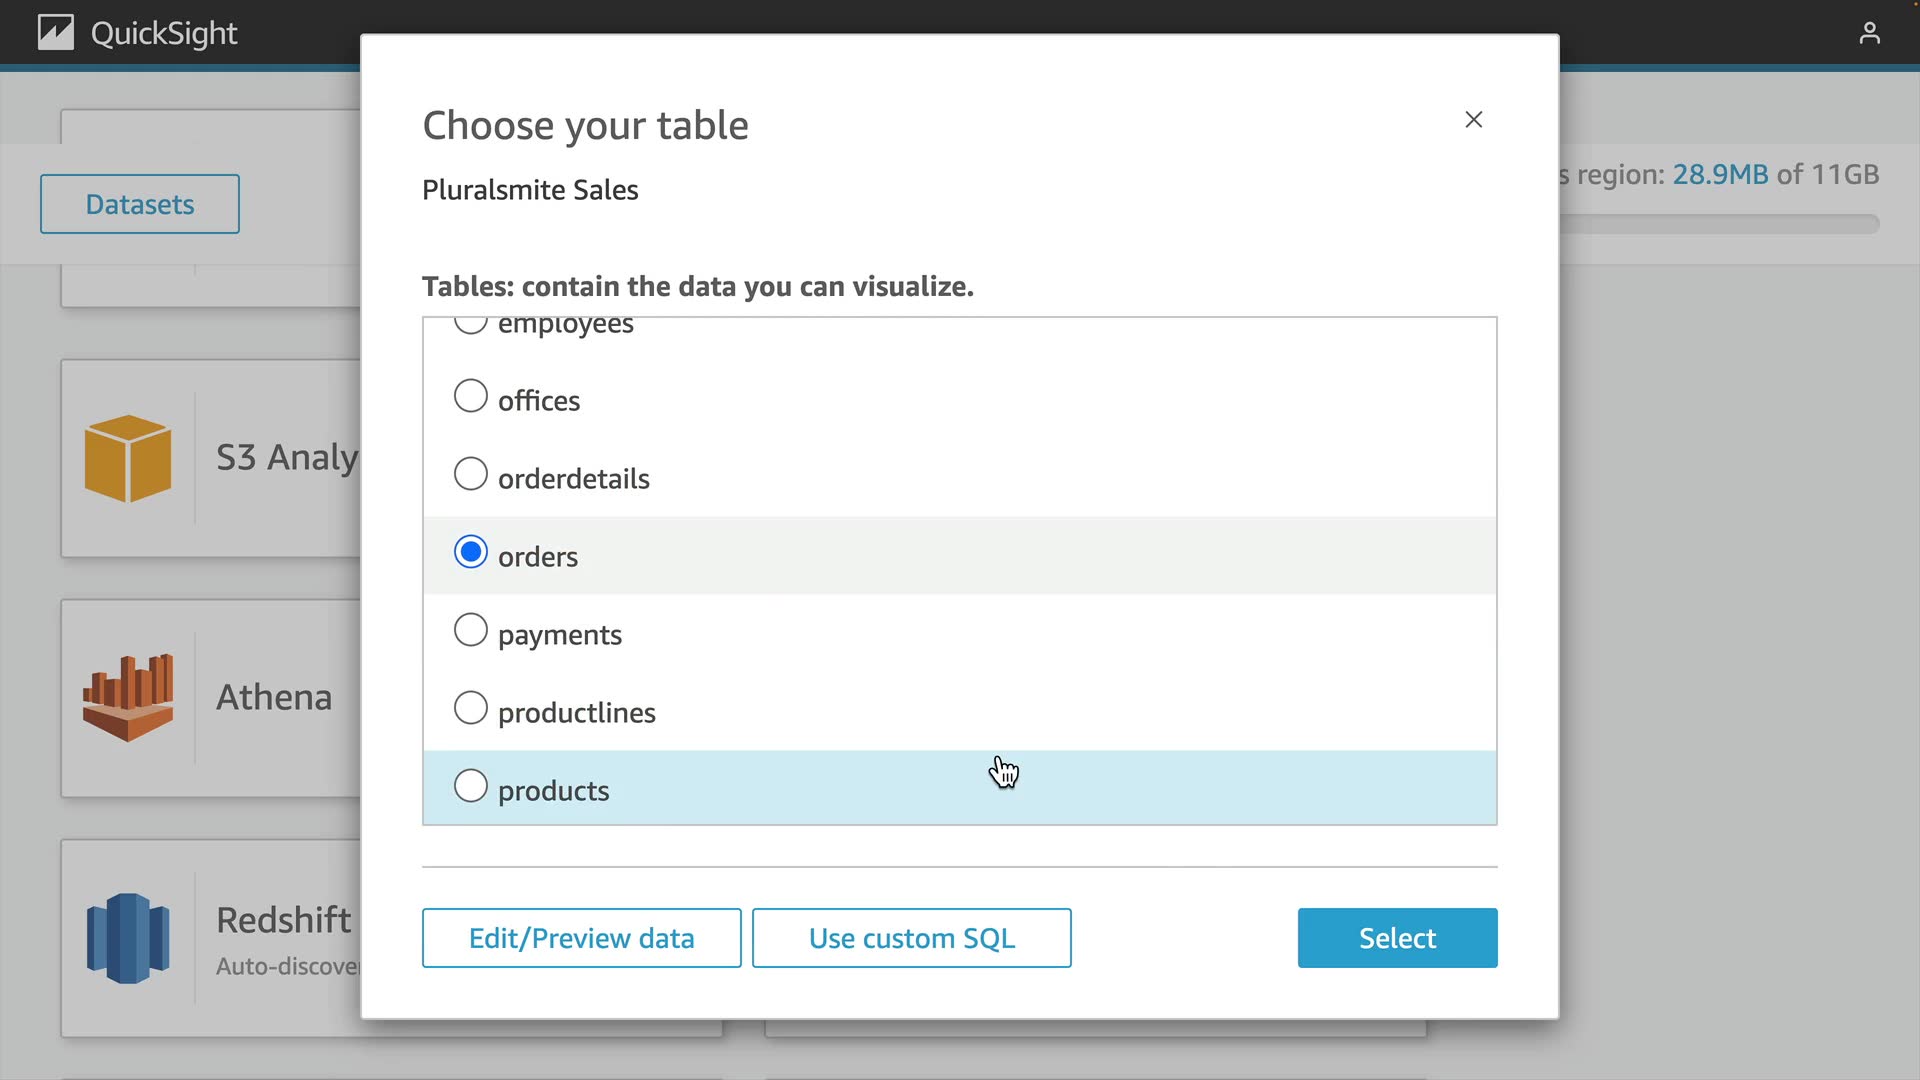 QuickSight
Choose your table
Pluralsmite Sales
s region: 28.9MB of 11GB
Datasets
Tables: contain the data you can visualize.
employees
offices
orderdetails
orders
payments
productlines
products
S3 Analy
Athena
Redshift
Auto-discove
Edit/Preview data
Use custom SQL
Select